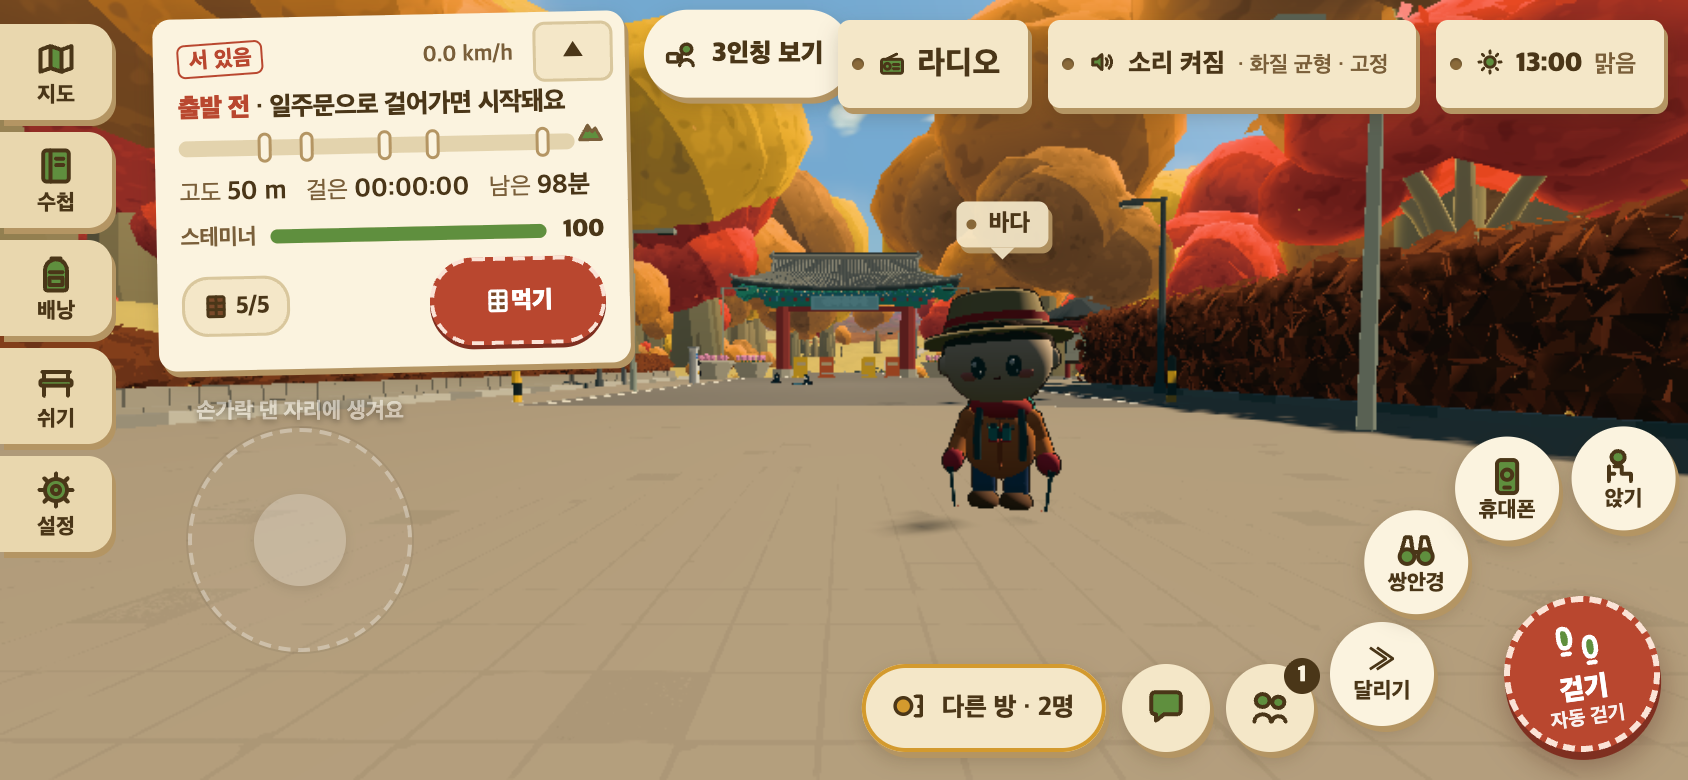 지도
수첩
배낭
쉬기
설정
서 있음
0.0 km/h
출발 전 · 일주문으로 걸어가면 시작돼요
고도 50 m 걸은 00:00:00 남은 98분
스테미너 100
5/5
먹기
3인칭 보기
라디오
소리 켜짐 · 화질 균형 · 고정
13:00 맑음
바다
손가락 댄 자리에 생겨요
휴대폰
앉기
쌍안경
달리기
걷기
자동 걷기
다른 방 · 2명
1